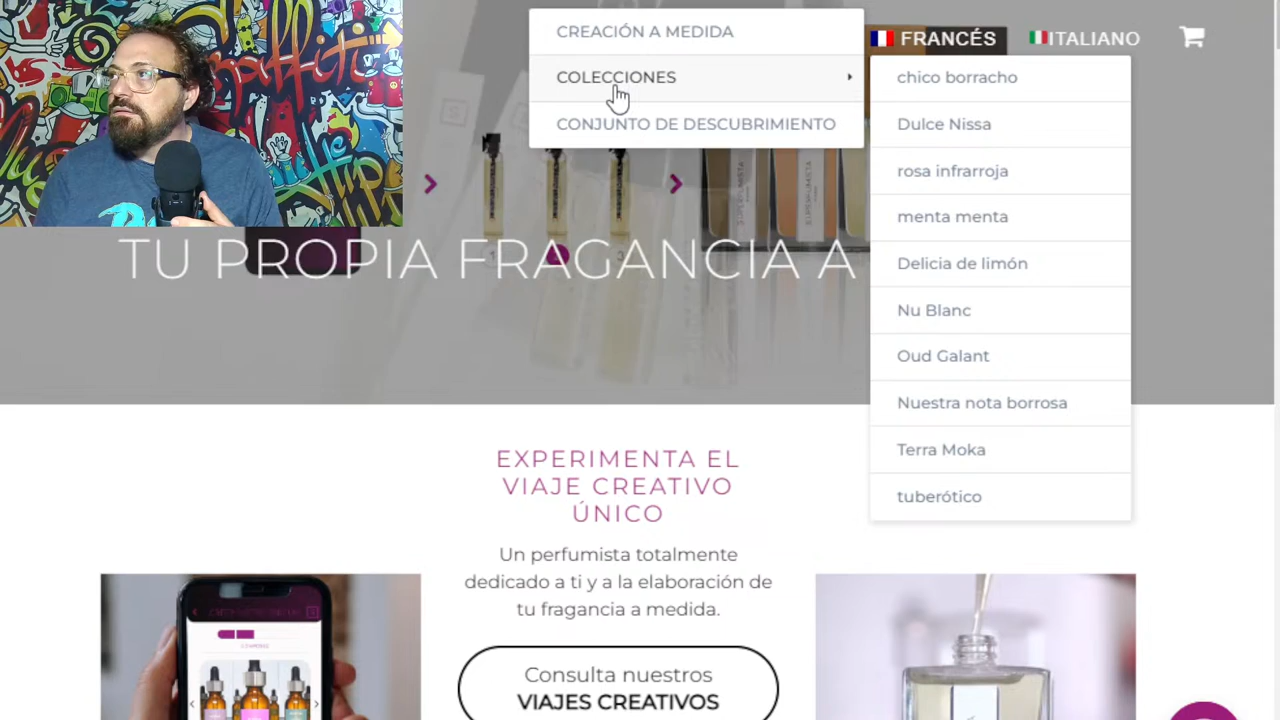 CREACIÓN A MEDIDA
COLECCIONES
CONJUNTO DE DESCUBRIMIENTO
FRANCÉS
ITALIANO
chico borracho
Dulce Nissa
rosa infrarroja
menta menta
Delicia de limón
Nu Blanc
Oud Galant
Nuestra nota borrosa
Terra Moka
tuberótico
TU PROPIA FRAGANCIA A
EXPERIMENTA EL
VIAJE CREATIVO
ÚNICO
Un perfumista totalmente
dedicado a ti y a la elaboración de
tu fragancia a medida.
Consulta nuestros
VIAJES CREATIVOS